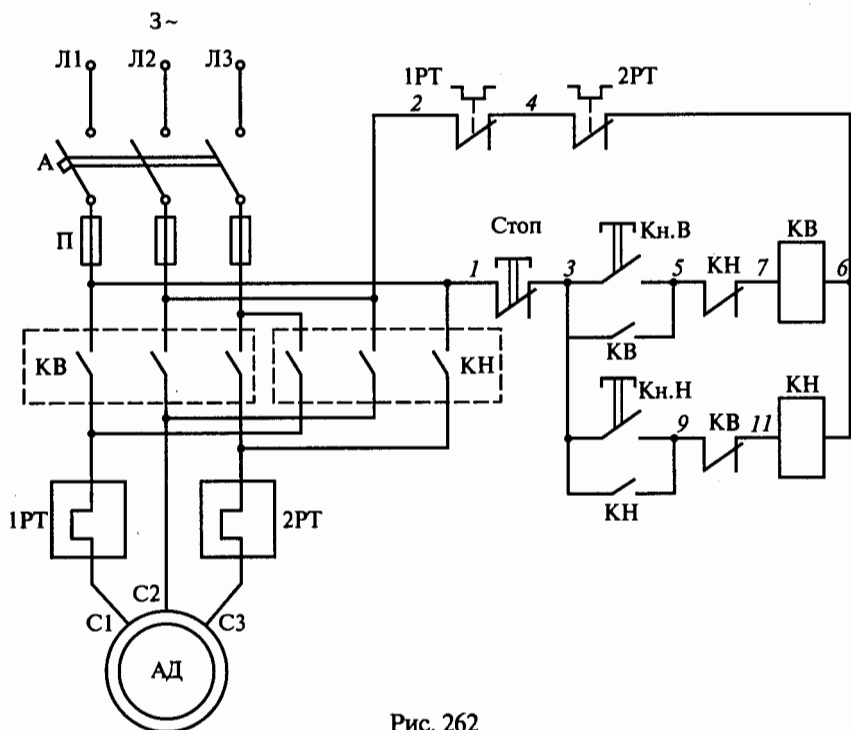 3~
Л1 Л2 Л3
1РТ 2РТ
2 4
А
П
Стоп Кн.В КВ
1 3 5 КН 7 6
КВ КН
КВ
Кн.Н КН
9 КВ 11
КН
1РТ 2РТ
С2
С1 С3
АД
Рис. 262